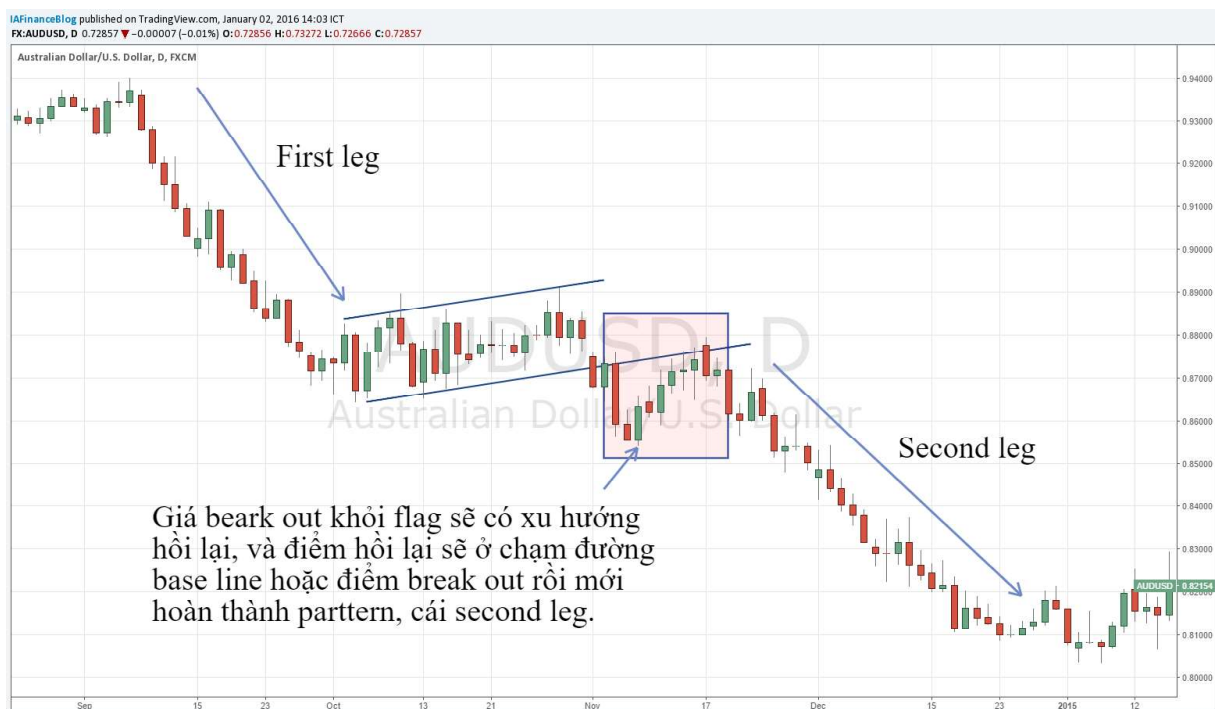 IAFinanceBlog published on TradingView.com, January 02, 2016 14:03 ICT
FX:AUDUSD, D 0.72857 ▼ −0.00007 (−0.01%) O:0.72856 H:0.73272 L:0.72666 C:0.72857
Australian Dollar/U.S. Dollar, D, FXCM
0.94000
0.93000
First leg
0.92000
0.91000
0.90000
0.89000
AUDUSD, D
0.88000
0.87000
Australian Dollar/U.S. Dollar
0.86000
Second leg
0.85000
Giá beark out khỏi flag sẽ có xu hướng
hồi lại, và điểm hồi lại sẽ ở chạm đường
base line hoặc điểm break out rồi mới
hoàn thành parttern, cái second leg.
0.84000
0.83000
AUDUSD 0.82154
0.82000
0.81000
0.80000
Sep 15 23 Oct 13 21 Nov 17 Dec 15 23 2015 12